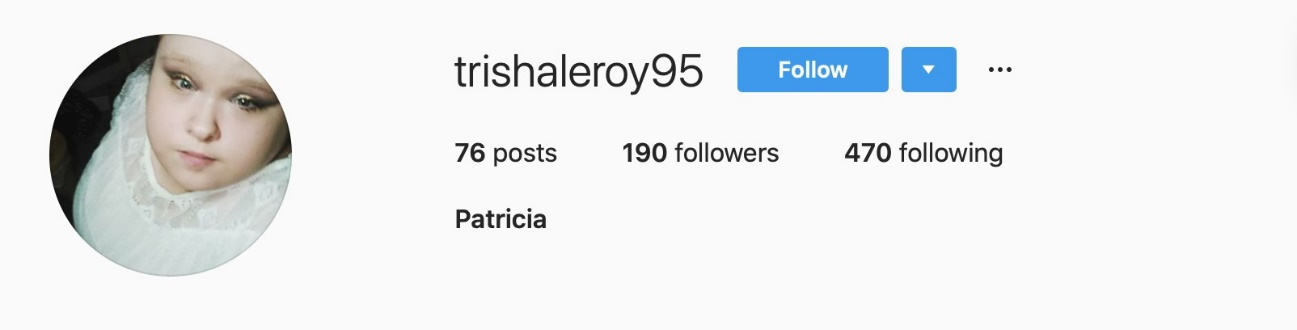 trishaleroy95 Follow
76 posts 190 followers 470 following
Patricia